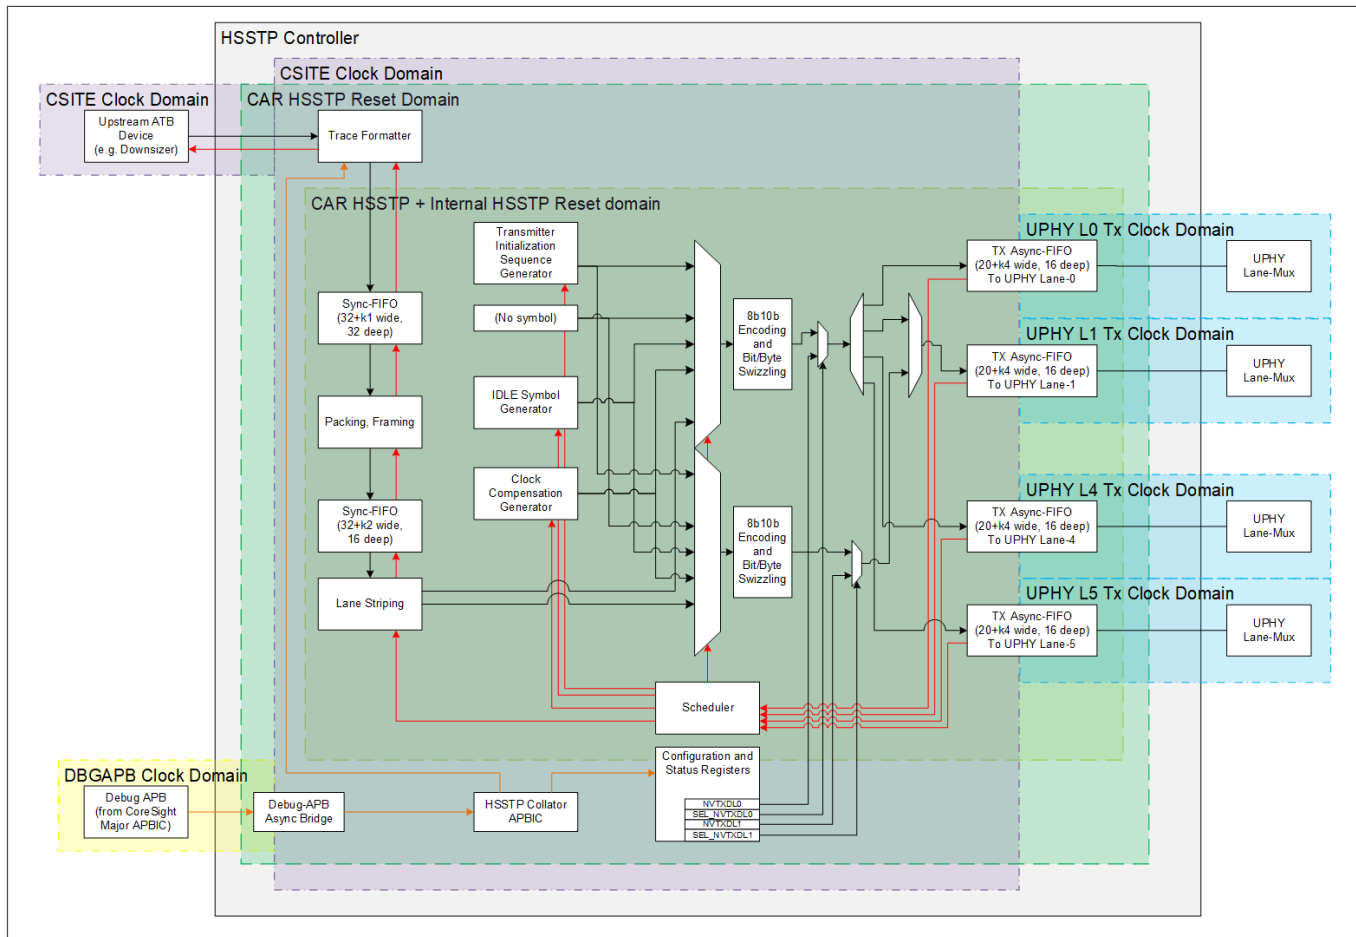 HSSTP Controller
CSITE Clock Domain
CSITE Clock Domain
CAR HSSTP Reset Domain
Upstream ATB
Device
(e.g. Downsizer)
Trace Formatter
CAR HSSTP + Internal HSSTP Reset domain
Transmitter
Initialization
Sequence
Generator
(No symbol)
IDLE Symbol
Generator
Clock
Compensation
Generator
Sync-FIFO
(32+k1 wide,
32 deep)
Packing, Framing
Sync-FIFO
(32+k2 wide,
16 deep)
Lane Striping
8b10b
Encoding
and
Bit/Byte
Swizzling
8b10b
Encoding
and
Bit/Byte
Swizzling
UPHY L0 Tx Clock Domain
TX Async-FIFO
(20+k4 wide, 16 deep)
To UPHY Lane-0
UPHY
Lane-Mux
UPHY L1 Tx Clock Domain
TX Async-FIFO
(20+k4 wide, 16 deep)
To UPHY Lane-1
UPHY
Lane-Mux
UPHY L4 Tx Clock Domain
TX Async-FIFO
(20+k4 wide, 16 deep)
To UPHY Lane-4
UPHY
Lane-Mux
UPHY L5 Tx Clock Domain
TX Async-FIFO
(20+k4 wide, 16 deep)
To UPHY Lane-5
UPHY
Lane-Mux
Scheduler
Configuration and
Status Registers
NVTXDL0
SEL_NVTXDL0
NVTXDL1
SEL_NVTXDL1
DBGAPB Clock Domain
Debug APB
(from CoreSight
Major APBIC)
Debug-APB
Async Bridge
HSSTP Collator
APBIC